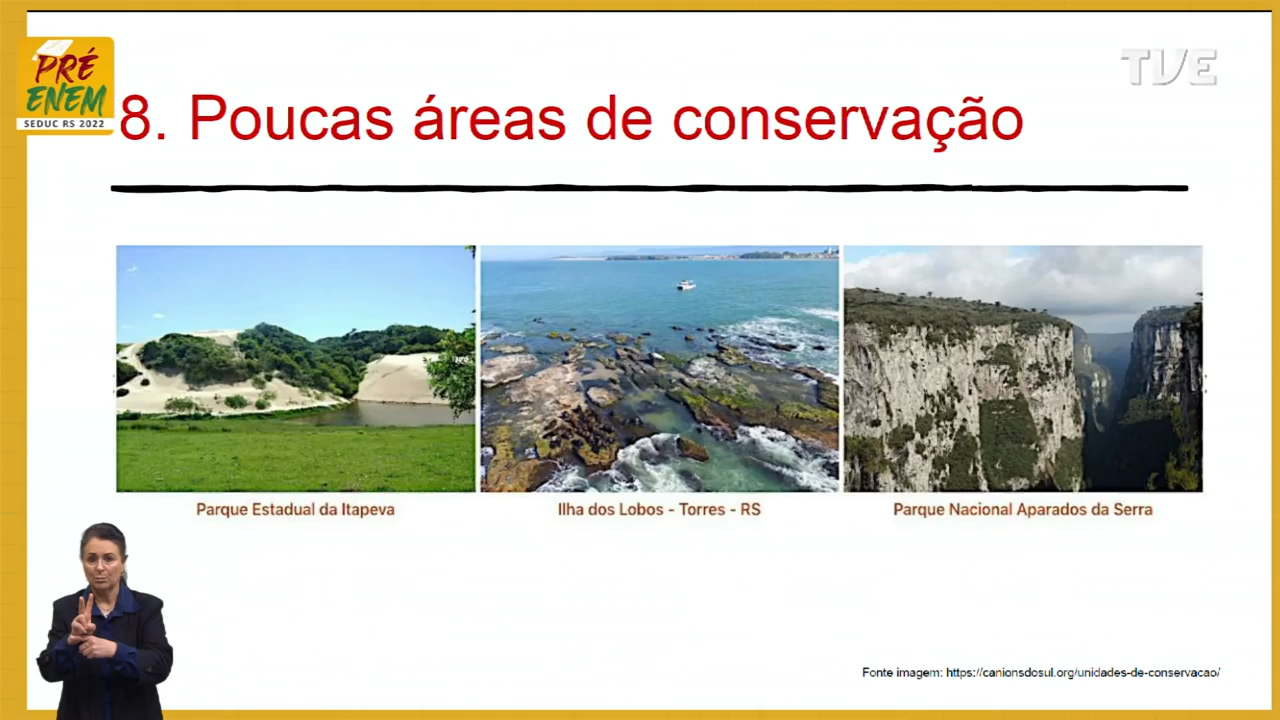 PRÉ
ENEM
SEDUC RS 2022
TVE
8. Poucas áreas de conservação
Parque Estadual da Itapeva
Ilha dos Lobos - Torres - RS
Parque Nacional Aparados da Serra
Fonte imagem: https://canionsdosul.org/unidades-de-conservacao/